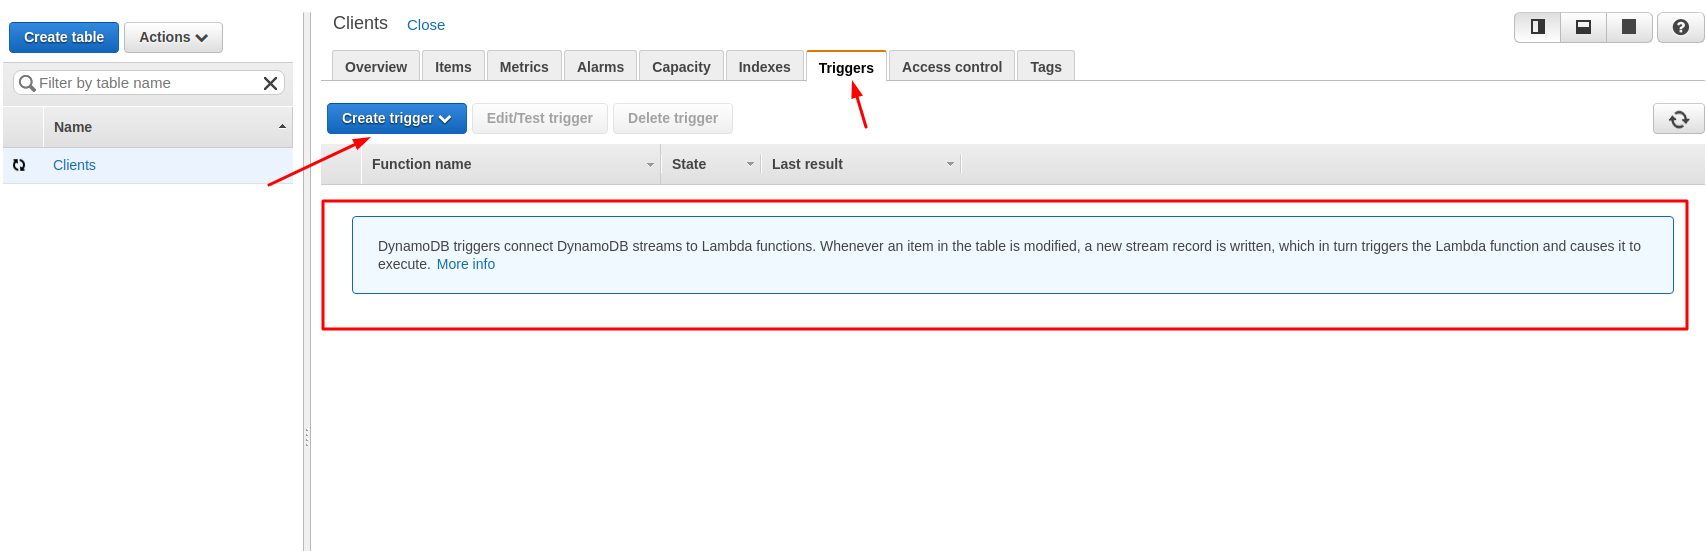 Create table
Actions
Filter by table name
Name
Clients
Clients Close
Overview Items Metrics Alarms Capacity Indexes Triggers Access control Tags
Create trigger Edit/Test trigger Delete trigger
Function name State Last result
DynamoDB triggers connect DynamoDB streams to Lambda functions. Whenever an item in the table is modified, a new stream record is written, which in turn triggers the Lambda function and causes it to
execute. More info